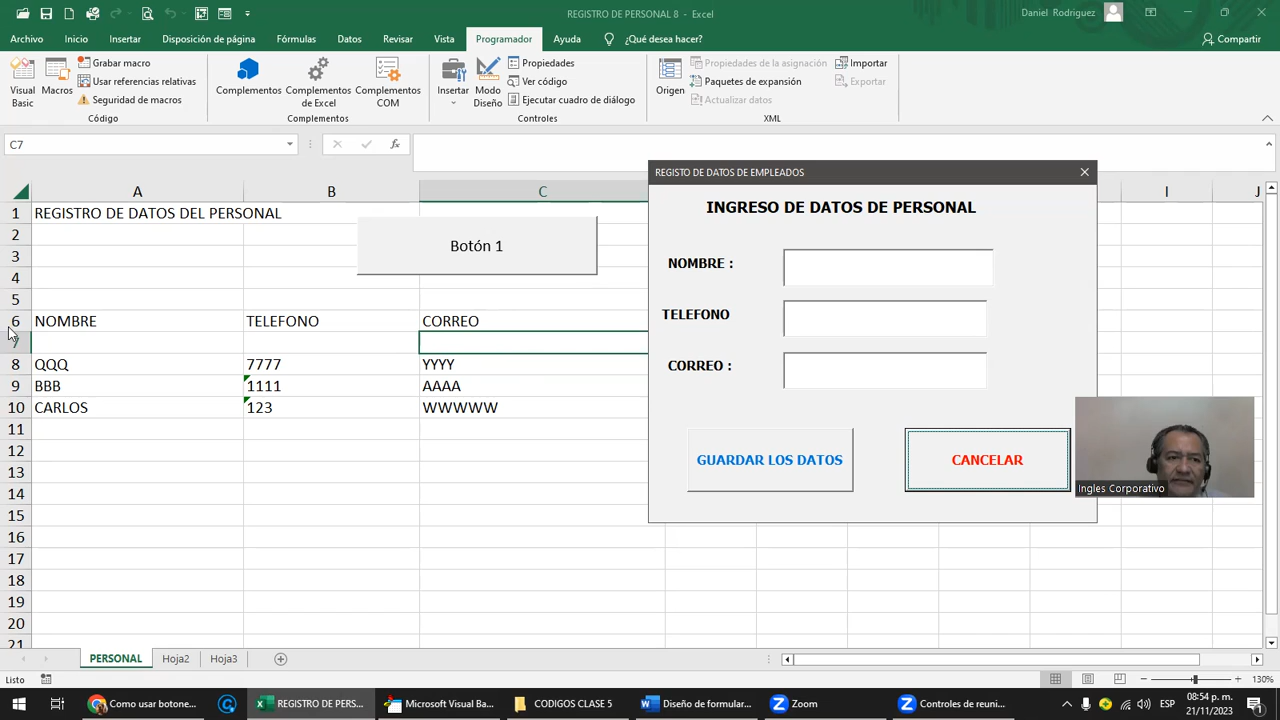 REGISTRO DE PERSONAL 8 - Excel
Daniel Rodriguez
Archivo Inicio Insertar Disposición de página Fórmulas Datos Revisar Vista Programador Ayuda ¿Qué desea hacer? Compartir
Visual Basic
Macros
Grabar macro
Usar referencias relativas
Seguridad de macros
Código
Complementos
Complementos de Excel
Complementos COM
Complementos
Insertar
Modo Diseño
Propiedades
Ver código
Ejecutar cuadro de diálogo
Controles
Origen
Propiedades de la asignación
Paquetes de expansión
Actualizar datos
Importar
Exportar
XML
C7 fx
A B C I J
1 REGISTRO DE DATOS DEL PERSONAL
2
Botón 1
3
4
5
6 NOMBRE TELEFONO CORREO
7
8 QQQ 7777 YYYY
9 BBB 1111 AAAA
10 CARLOS 123 WWWWW
11
12
13
14
15
16
17
18
19
20
21
REGISTO DE DATOS DE EMPLEADOS
INGRESO DE DATOS DE PERSONAL
NOMBRE :
TELEFONO
CORREO :
GUARDAR LOS DATOS CANCELAR
Ingles Corporativo
PERSONAL Hoja2 Hoja3
Listo 130%
Como usar botone...
REGISTRO DE PERS...
Microsoft Visual Ba...
CODIGOS CLASE 5
Diseño de formular...
Zoom
Controles de reuni...
ESP
08:54 p. m.
21/11/2023